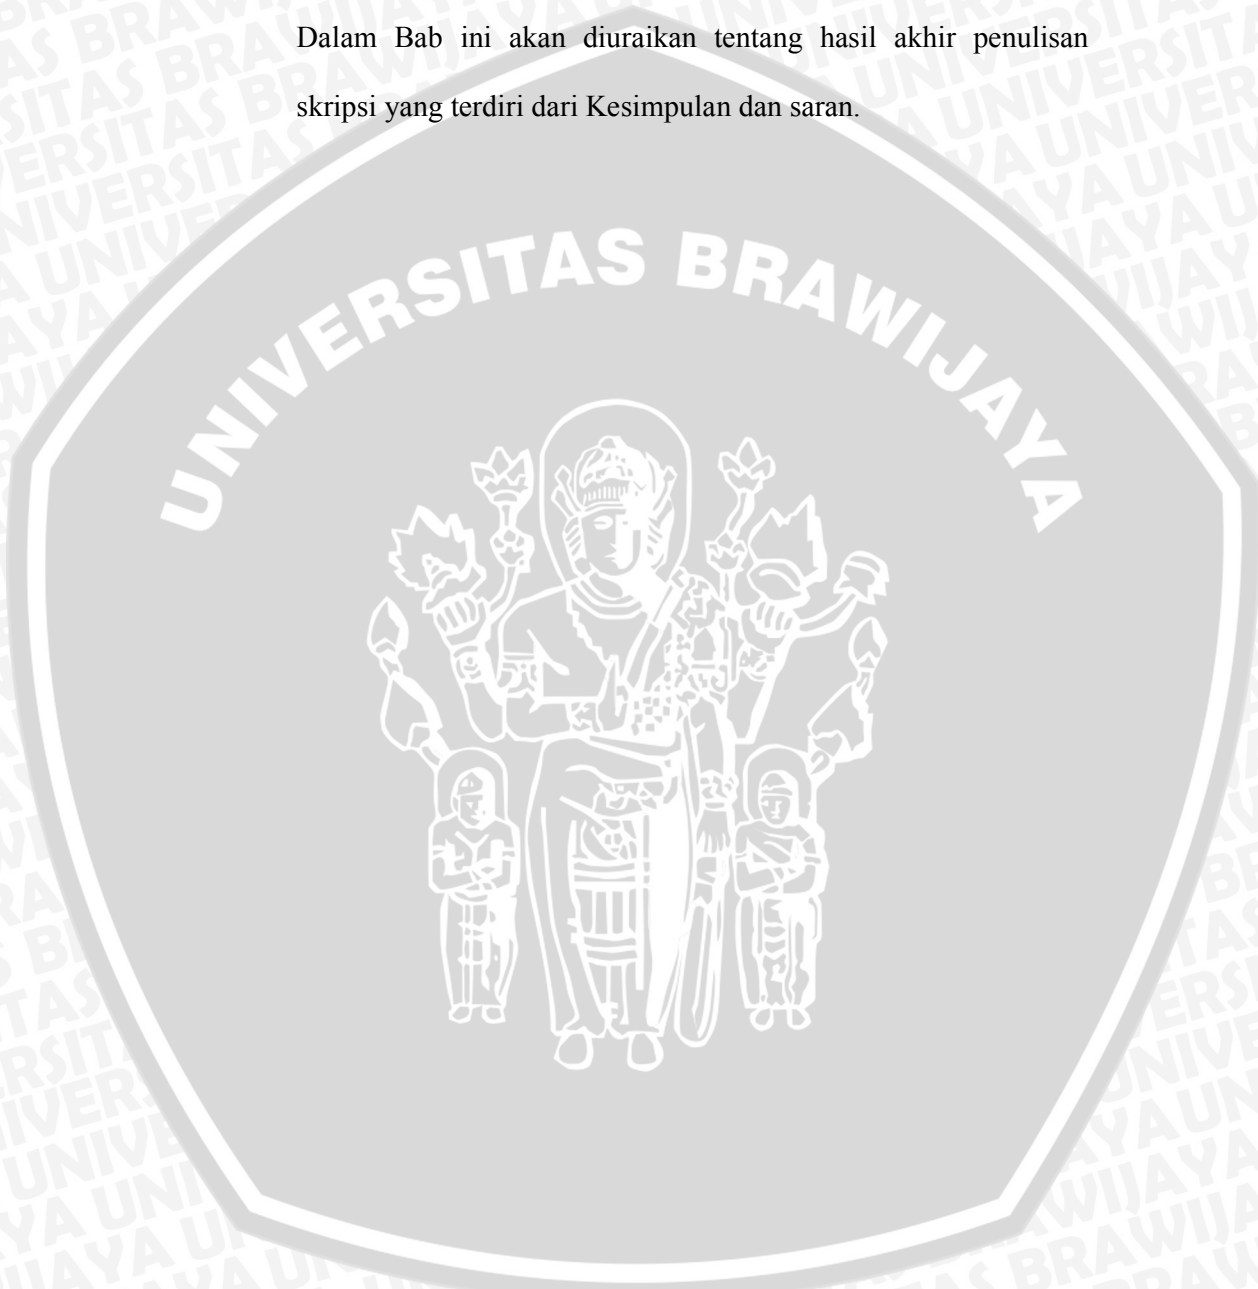 Dalam Bab ini akan diuraikan tentang hasil akhir penulisan
skripsi yang terdiri dari Kesimpulan dan saran.
UNIVERSITAS BRAWIJAYA